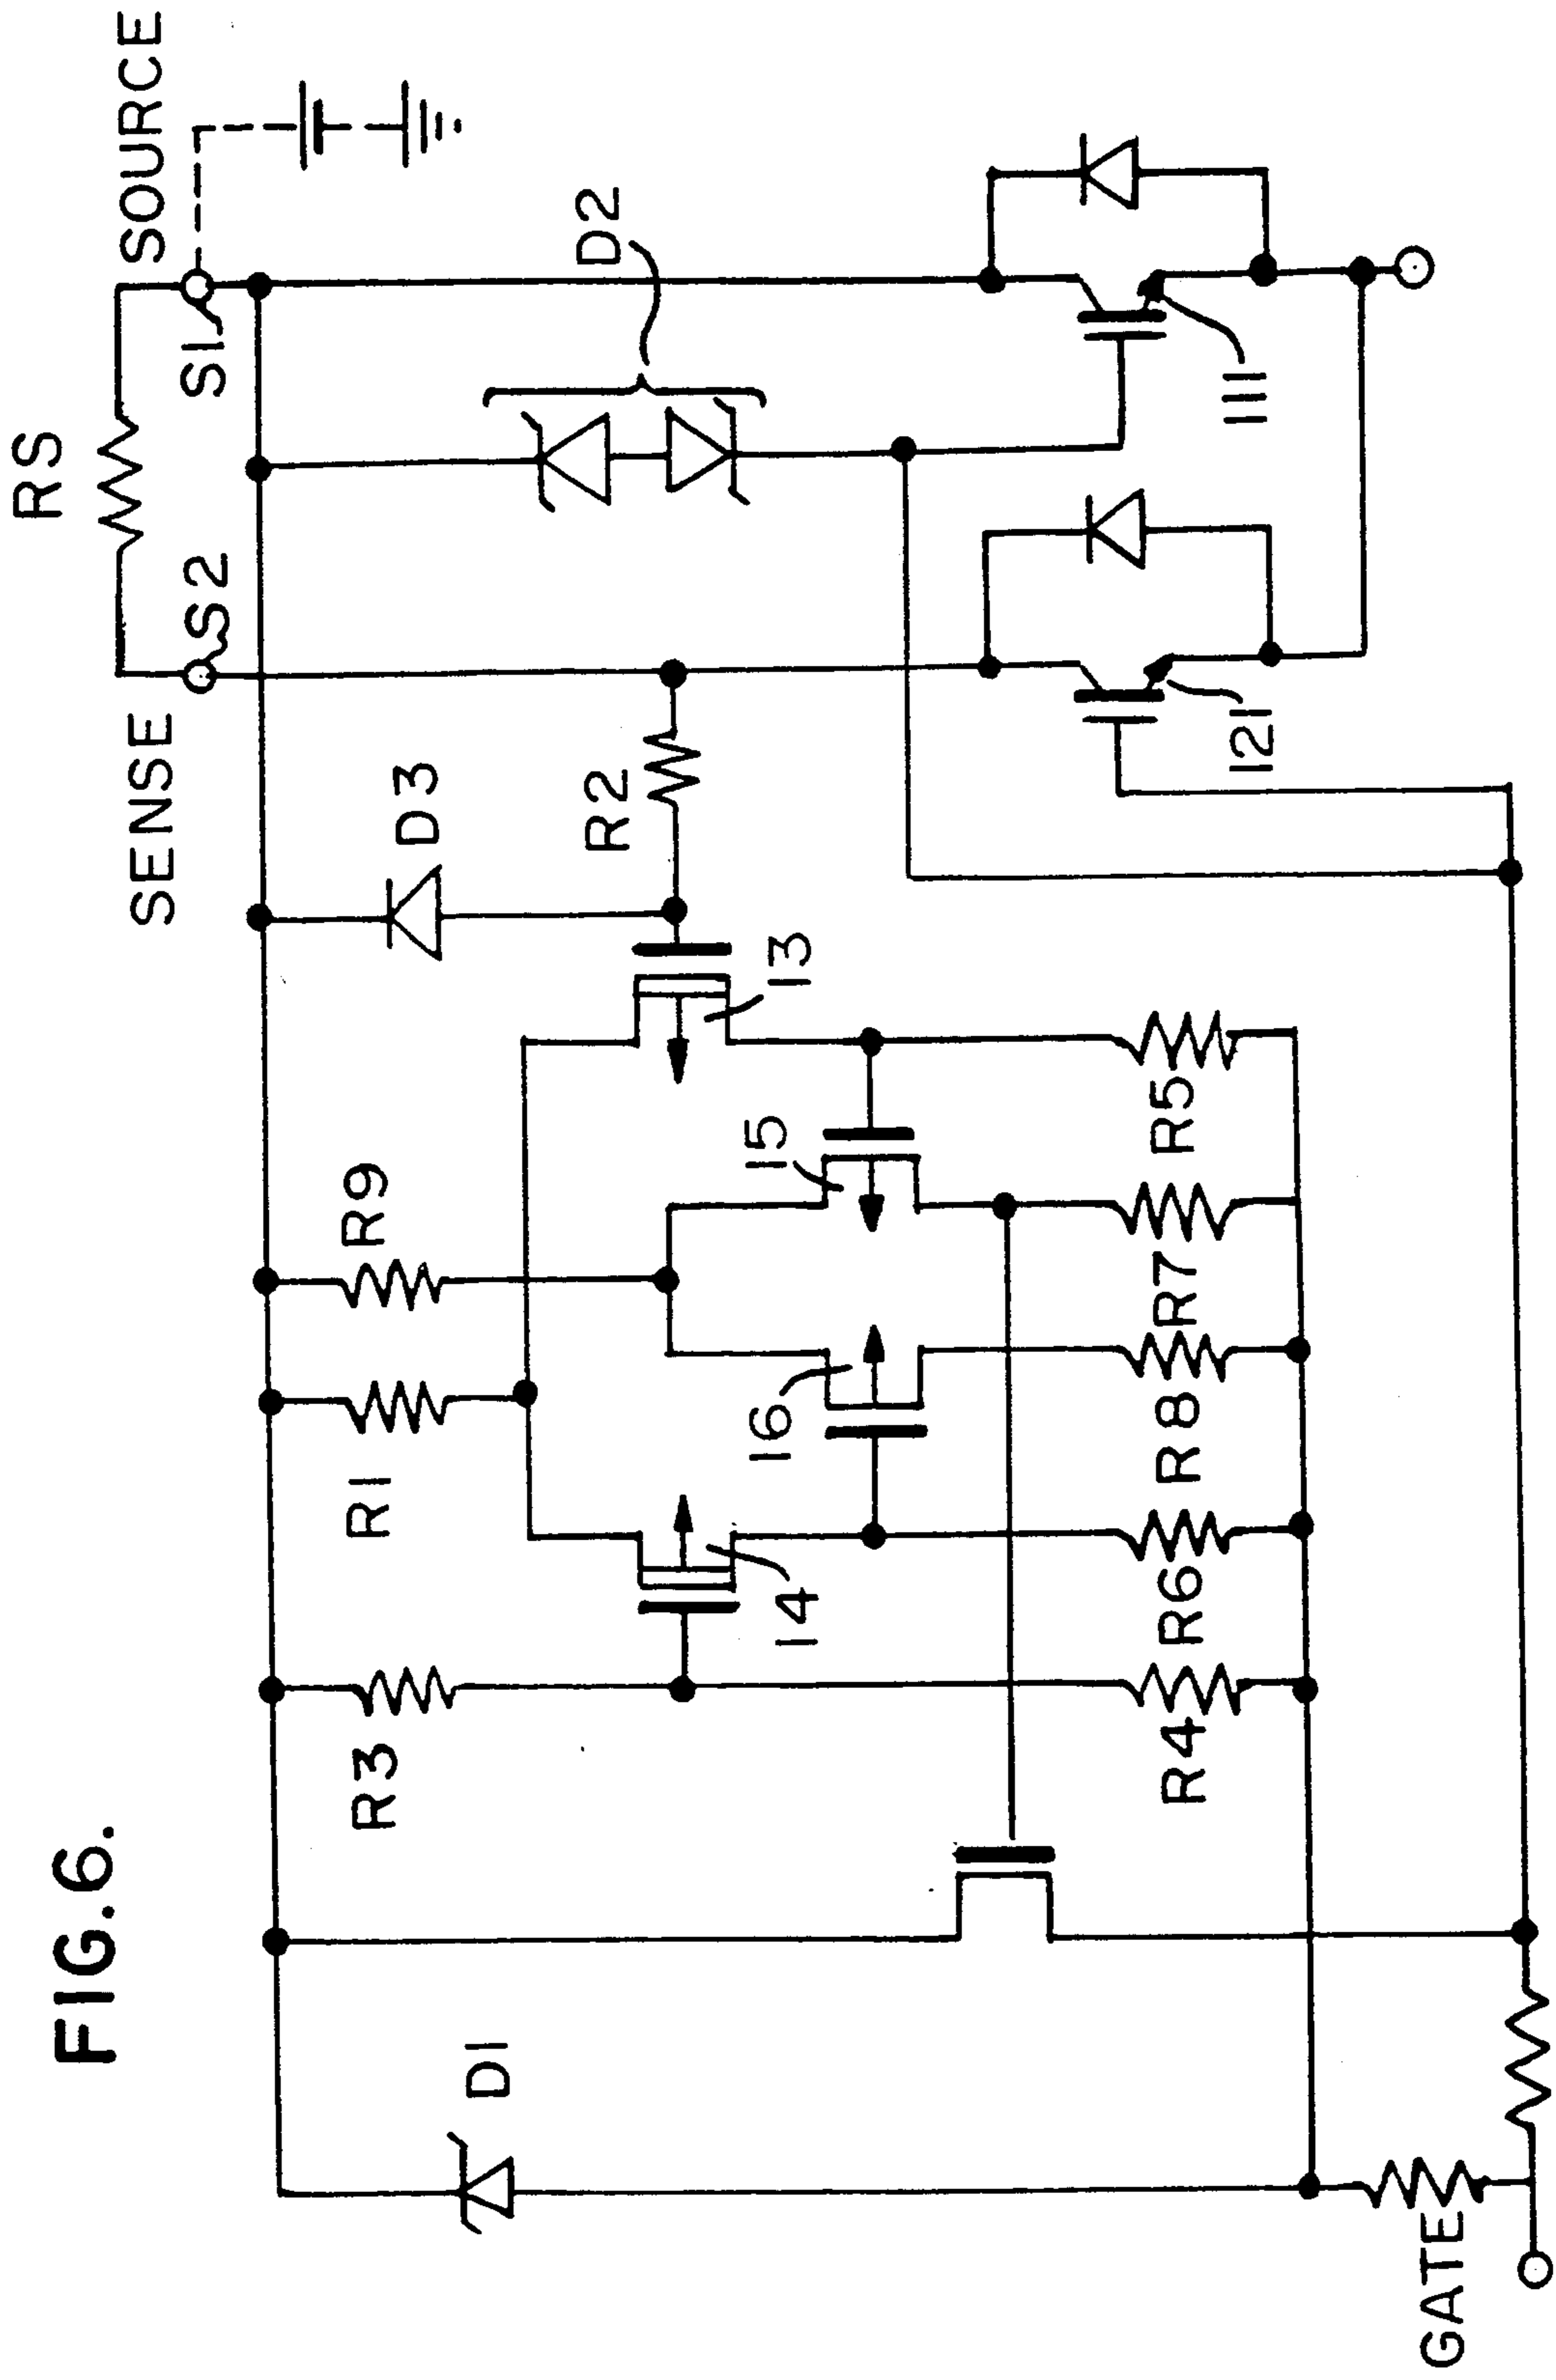 FIG.6.
RS
SENSE
SOURCE
S2
S1
D3
D2
R2
R9
R1
R3
D1
13
15
16
14
R5
R7
R8
R6
R4
121
111
GATE